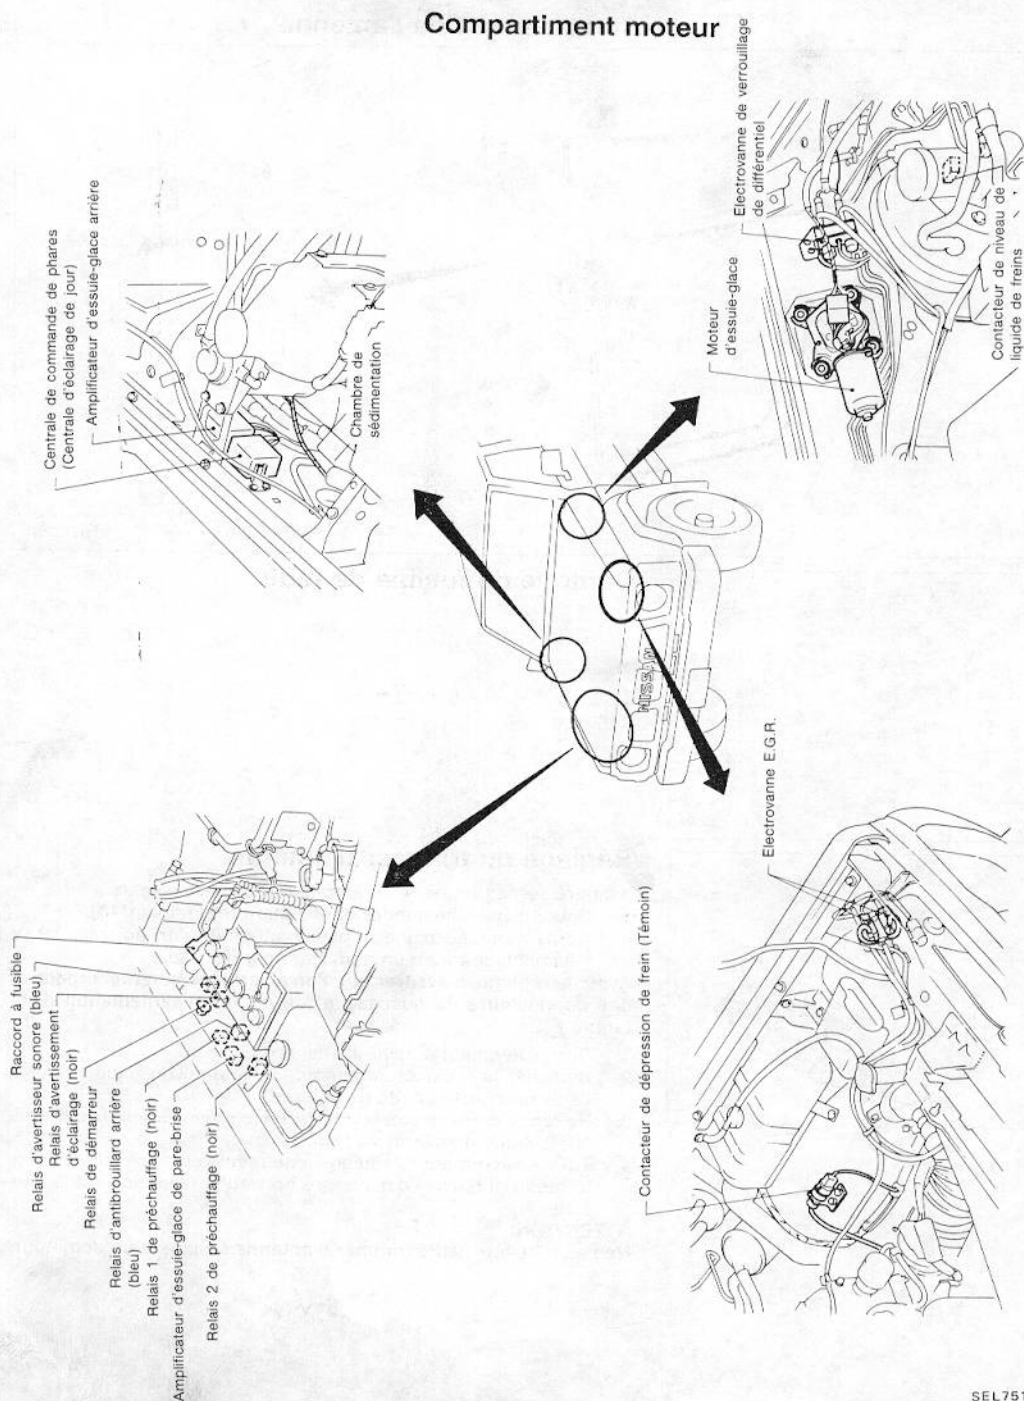 Compartiment moteur
Raccord à fusible
Relais d'avertisseur sonore (bleu)
Relais d'avertissement
d'éclairage (noir)
Relais de démarreur
Relais d'antibrouillard arrière
(bleu)
Relais 1 de préchauffage (noir)
Amplificateur d'essuie-glace de pare-brise
Relais 2 de préchauffage (noir)
Centrale de commande de phares
(Centrale d'éclairage de jour)
Amplificateur d'essuie-glace arrière
Chambre de
sédimentation
NISSAN
Contacteur de dépression de frein (Témoin)
Electrovanne E.G.R.
Moteur
d'essuie-glace
Electrovanne de verrouillage
de différentiel
Contacteur de niveau de
liquide de freins
SEL751